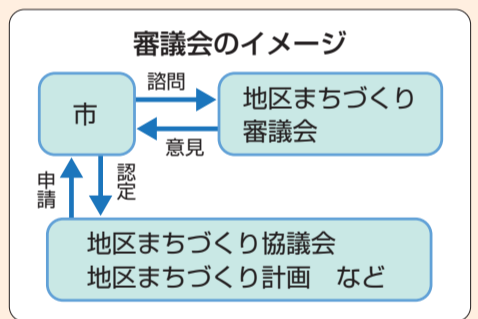 審議会のイメージ
市
諮問
地区まちづくり
審議会
意見
申請
認定
地区まちづくり協議会
地区まちづくり計画　など